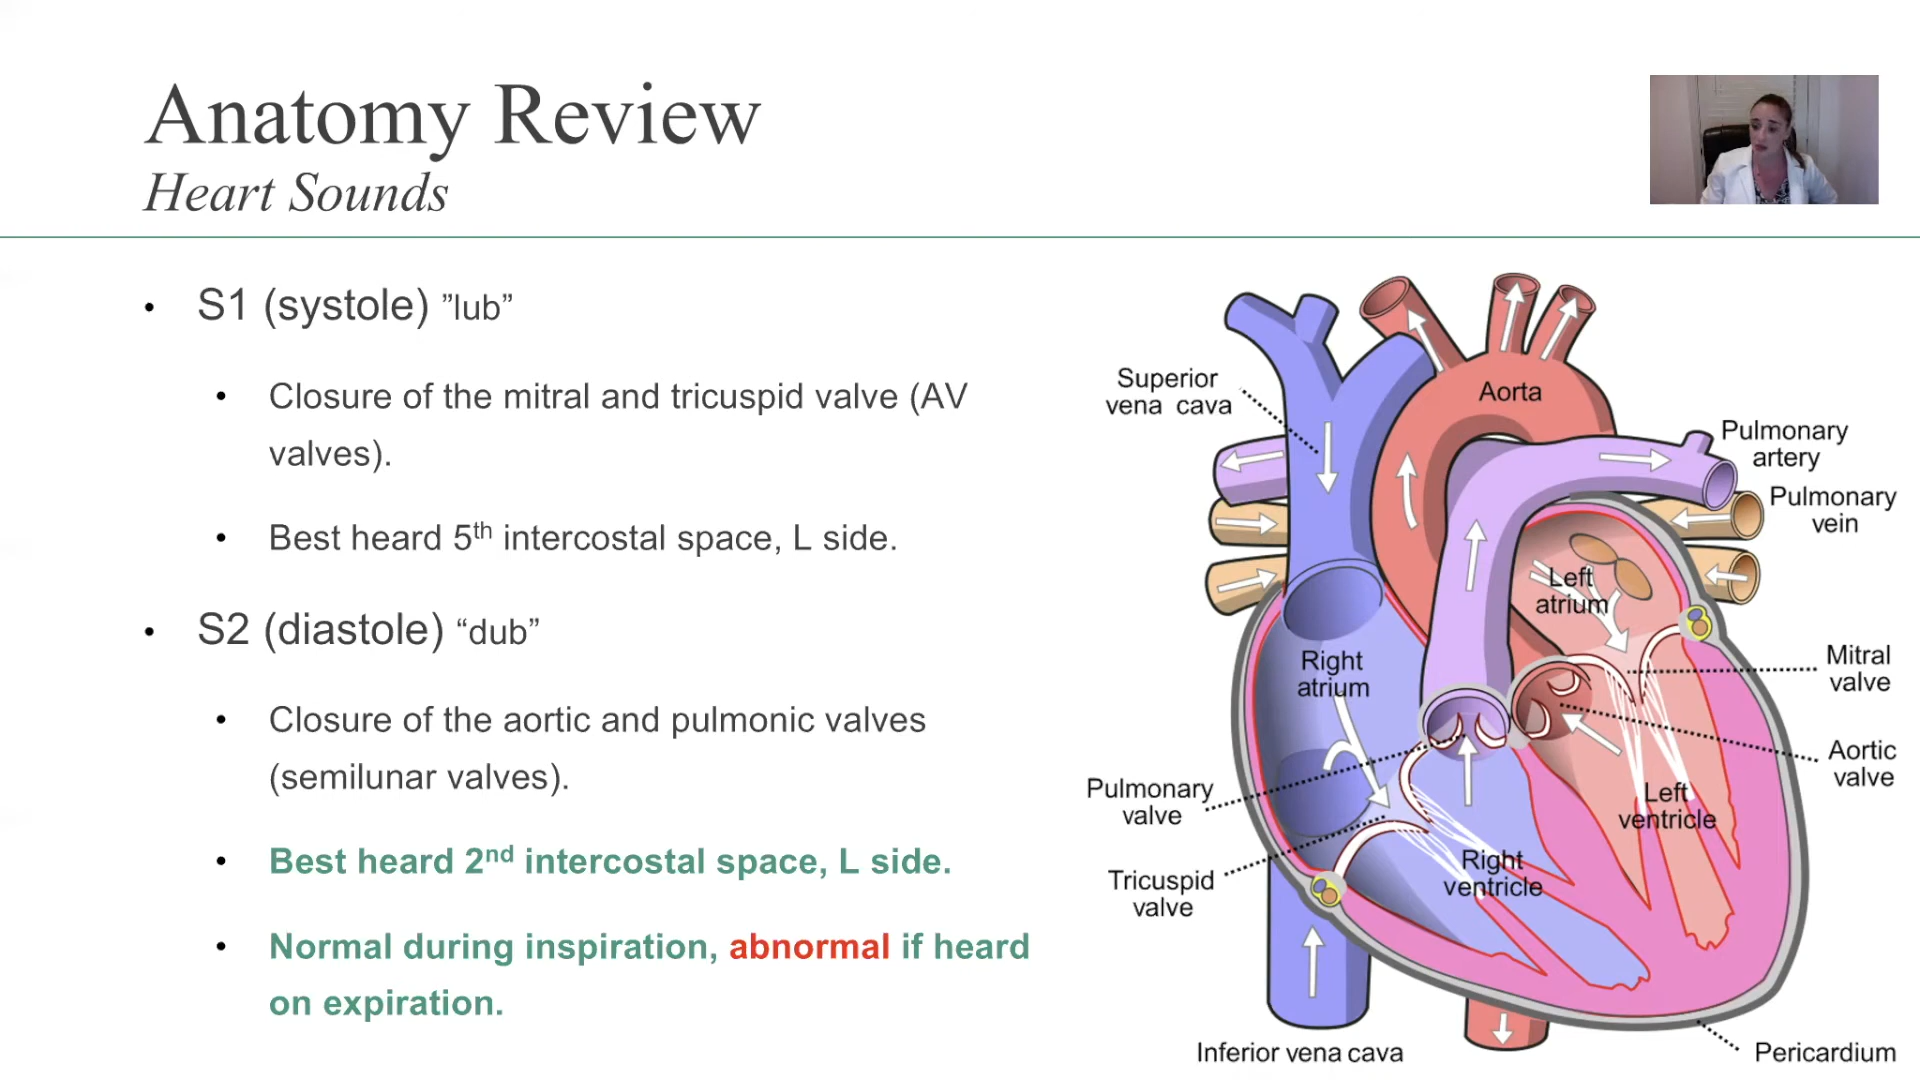 Anatomy Review
Heart Sounds
• S1 (systole) ”lub”
• Closure of the mitral and tricuspid valve (AV
valves).
• Best heard 5th intercostal space, L side.
• S2 (diastole) “dub”
• Closure of the aortic and pulmonic valves
(semilunar valves).
• Best heard 2nd intercostal space, L side.
• Normal during inspiration, abnormal if heard
on expiration.
Superior
vena cava
Aorta
Pulmonary
artery
Pulmonary
vein
Left
atrium
Right
atrium
Mitral
valve
Aortic
valve
Pulmonary
valve
Left
ventricle
Tricuspid
valve
Right
ventricle
Inferior vena cava
Pericardium